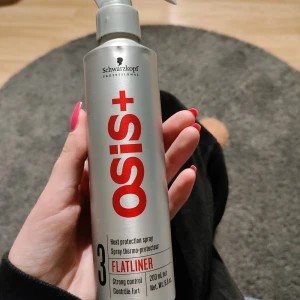 Schwarzkopf
PROFESSIONAL
OSiS+
3
Heat protection spray
Spray thermo-protecteur
FLATLINER
Strong control
Contrôle fort
200 mL